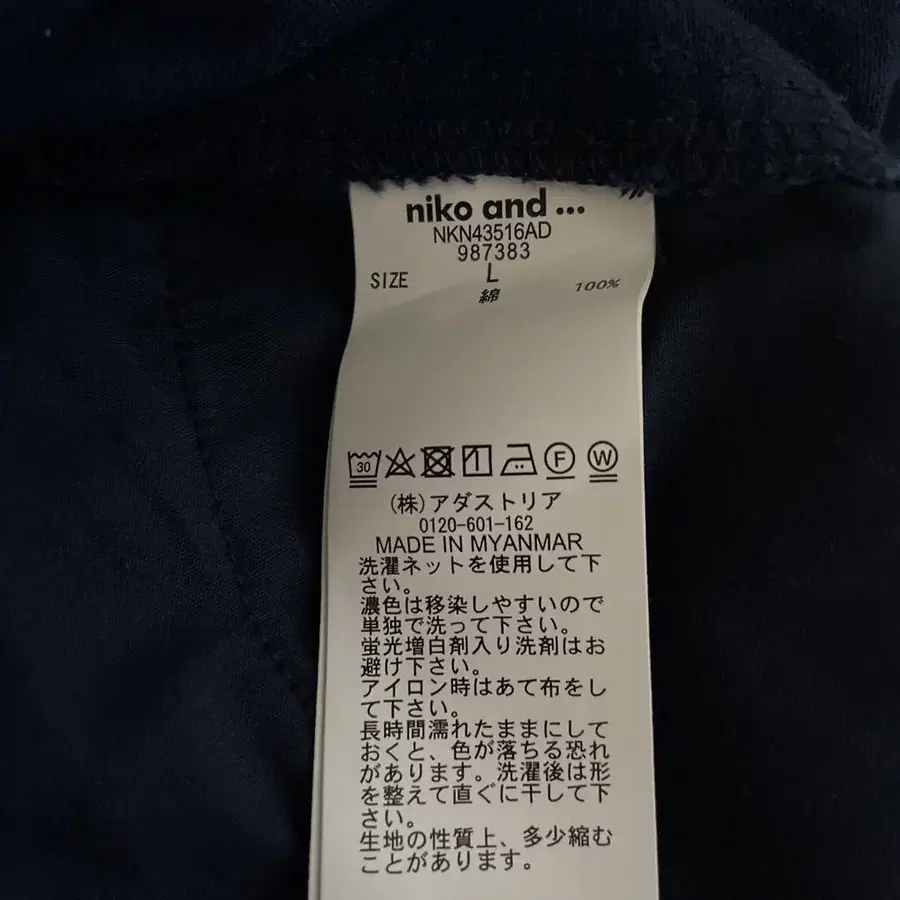 niko and ...
NKN43516AD
987383
SIZE L
綿 100%
30 F W
(株)アダストリア
0120-601-162
MADE IN MYANMAR
洗濯ネットを使用して下
さい。
濃色は移染しやすいので
単独で洗って下さい。
蛍光増白剤入り洗剤はお
避け下さい。
アイロン時はあて布をし
て下さい。
長時間濡れたままにして
おくと、色が落ちる恐れ
があります。洗濯後は形
を整えて直ぐに干して下
さい。
生地の性質上、多少縮む
ことがあります。